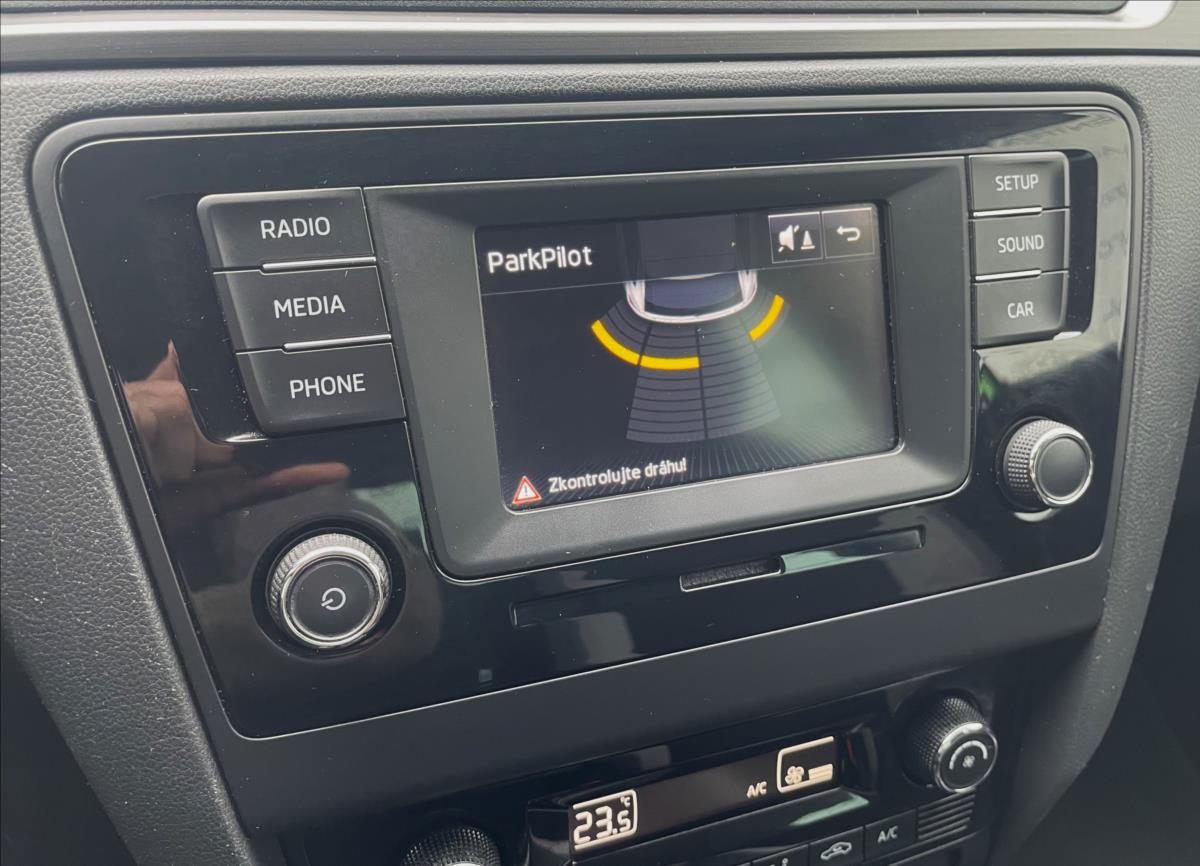 RADIO
MEDIA
PHONE
ParkPilot
Zkontrolujte dráhu!
SETUP
SOUND
CAR
23.5 °C
A/C
A/C